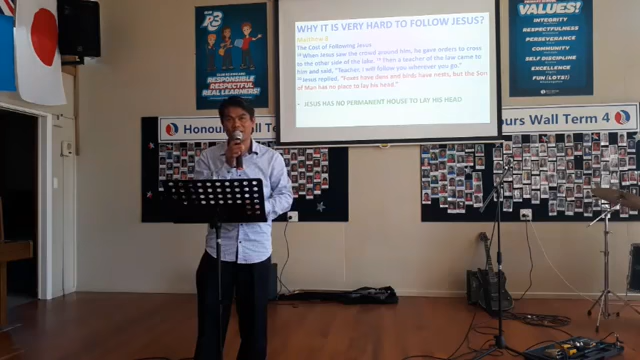 WHY IT IS VERY HARD TO FOLLOW JESUS?
Matthew 8
The Cost of Following Jesus
18 When Jesus saw the crowd around him, he gave orders to cross
to the other side of the lake. 19 Then a teacher of the law came to
him and said, "Teacher, I will follow you wherever you go."
20 Jesus replied, "Foxes have dens and birds have nests, but the Son
of Man has no place to lay his head."
- JESUS HAS NO PERMANENT HOUSE TO LAY HIS HEAD
R3
RESPONSIBLE
RESPECTFUL
REAL LEARNERS!
VALUES!
INTEGRITY
RESPECTFULNESS
PERSEVERANCE
COMMUNITY
SELF DISCIPLINE
EXCELLENCE
FUN (LOTS!)
Honours Wall Term
ours Wall Term 4